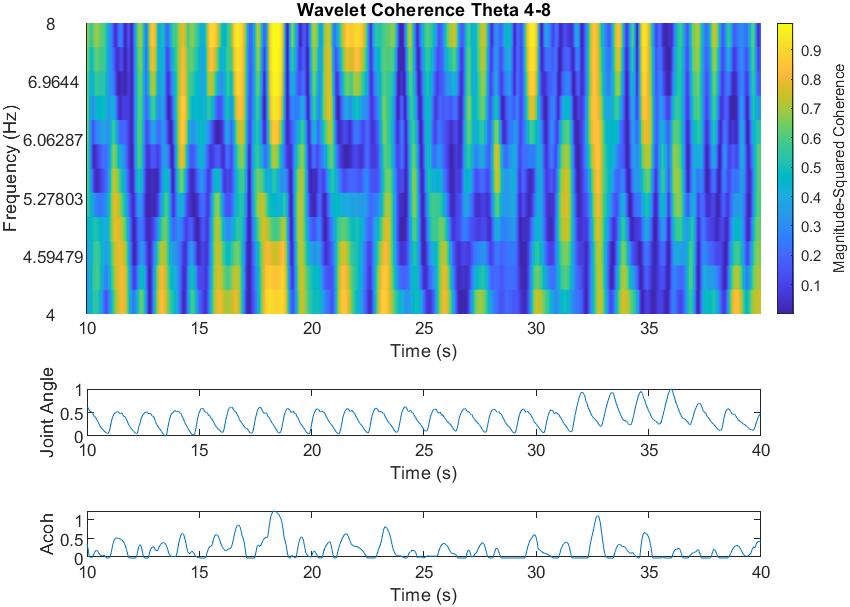 Wavelet Coherence Theta 4-8
8
6.9644
6.06287
5.27803
4.59479
4
Frequency (Hz)
10 15 20 25 30 35
Time (s)
0.9
0.8
0.7
0.6
0.5
0.4
0.3
0.2
0.1
Magnitude-Squared Coherence
Joint Angle
1
0.5
0
10 15 20 25 30 35 40
Time (s)
Acoh
1
0.5
0
10 15 20 25 30 35 40
Time (s)